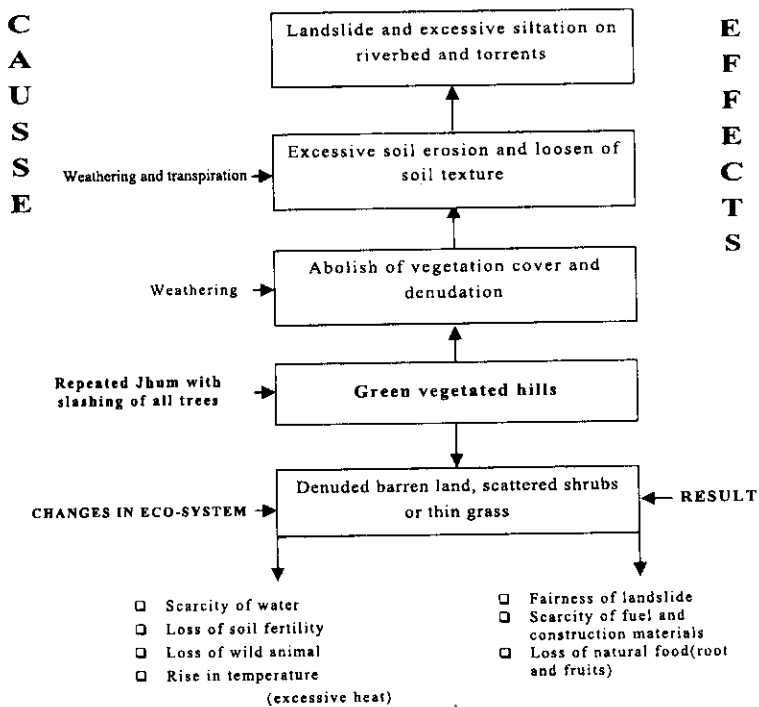 CAUSSE
EFFECTS
Landslide and excessive siltation on
riverbed and torrents
Weathering and transpiration
Excessive soil erosion and loosen of
soil texture
Weathering
Abolish of vegetation cover and
denudation
Repeated Jhum with
slashing of all trees
Green vegetated hills
CHANGES IN ECO-SYSTEM
Denuded barren land, scattered shrubs
or thin grass
RESULT
Scarcity of water
Loss of soil fertility
Loss of wild animal
Rise in temperature
(excessive heat)
Fairness of landslide
Scarcity of fuel and
construction materials
Loss of natural food(root
and fruits)